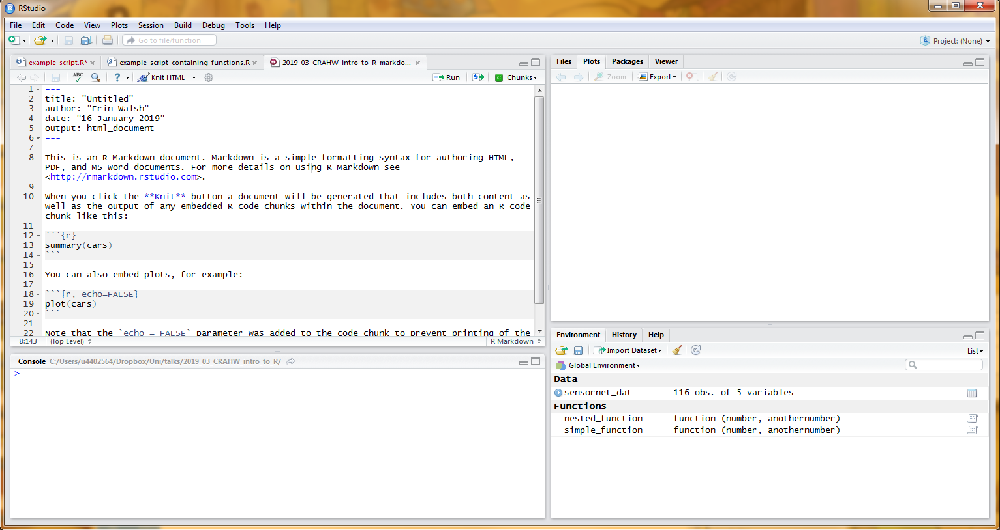 RStudio
File Edit Code View Plots Session Build Debug Tools Help
Go to file/function
Project: (None)
example_script.R*
example_script_containing_functions.R
2019_03_CRAHW_intro_to_R_markdo...
ABC
?
Knit HTML
Run
Chunks
1 ---
2 title: "Untitled"
3 author: "Erin Walsh"
4 date: "16 January 2019"
5 output: html_document
6 ---
7
8 This is an R Markdown document. Markdown is a simple formatting syntax for authoring HTML,
PDF, and MS Word documents. For more details on using R Markdown see
<http://rmarkdown.rstudio.com>.
9
10 When you click the **Knit** button a document will be generated that includes both content as
well as the output of any embedded R code chunks within the document. You can embed an R code
chunk like this:
11
12 ```{r}
13 summary(cars)
14 ```
15
16 You can also embed plots, for example:
17
18 ```{r, echo=FALSE}
19 plot(cars)
20 ```
21
22 Note that the `echo = FALSE` parameter was added to the code chunk to prevent printing of the
8:143 (Top Level) R Markdown
Console C:/Users/u4402564/Dropbox/Uni/talks/2019_03_CRAHW_intro_to_R/
>
Files Plots Packages Viewer
Zoom Export
Environment History Help
Import Dataset List
Global Environment
Data
sensornet_dat 116 obs. of 5 variables
Functions
nested_function function (number, anothernumber)
simple_function function (number, anothernumber)